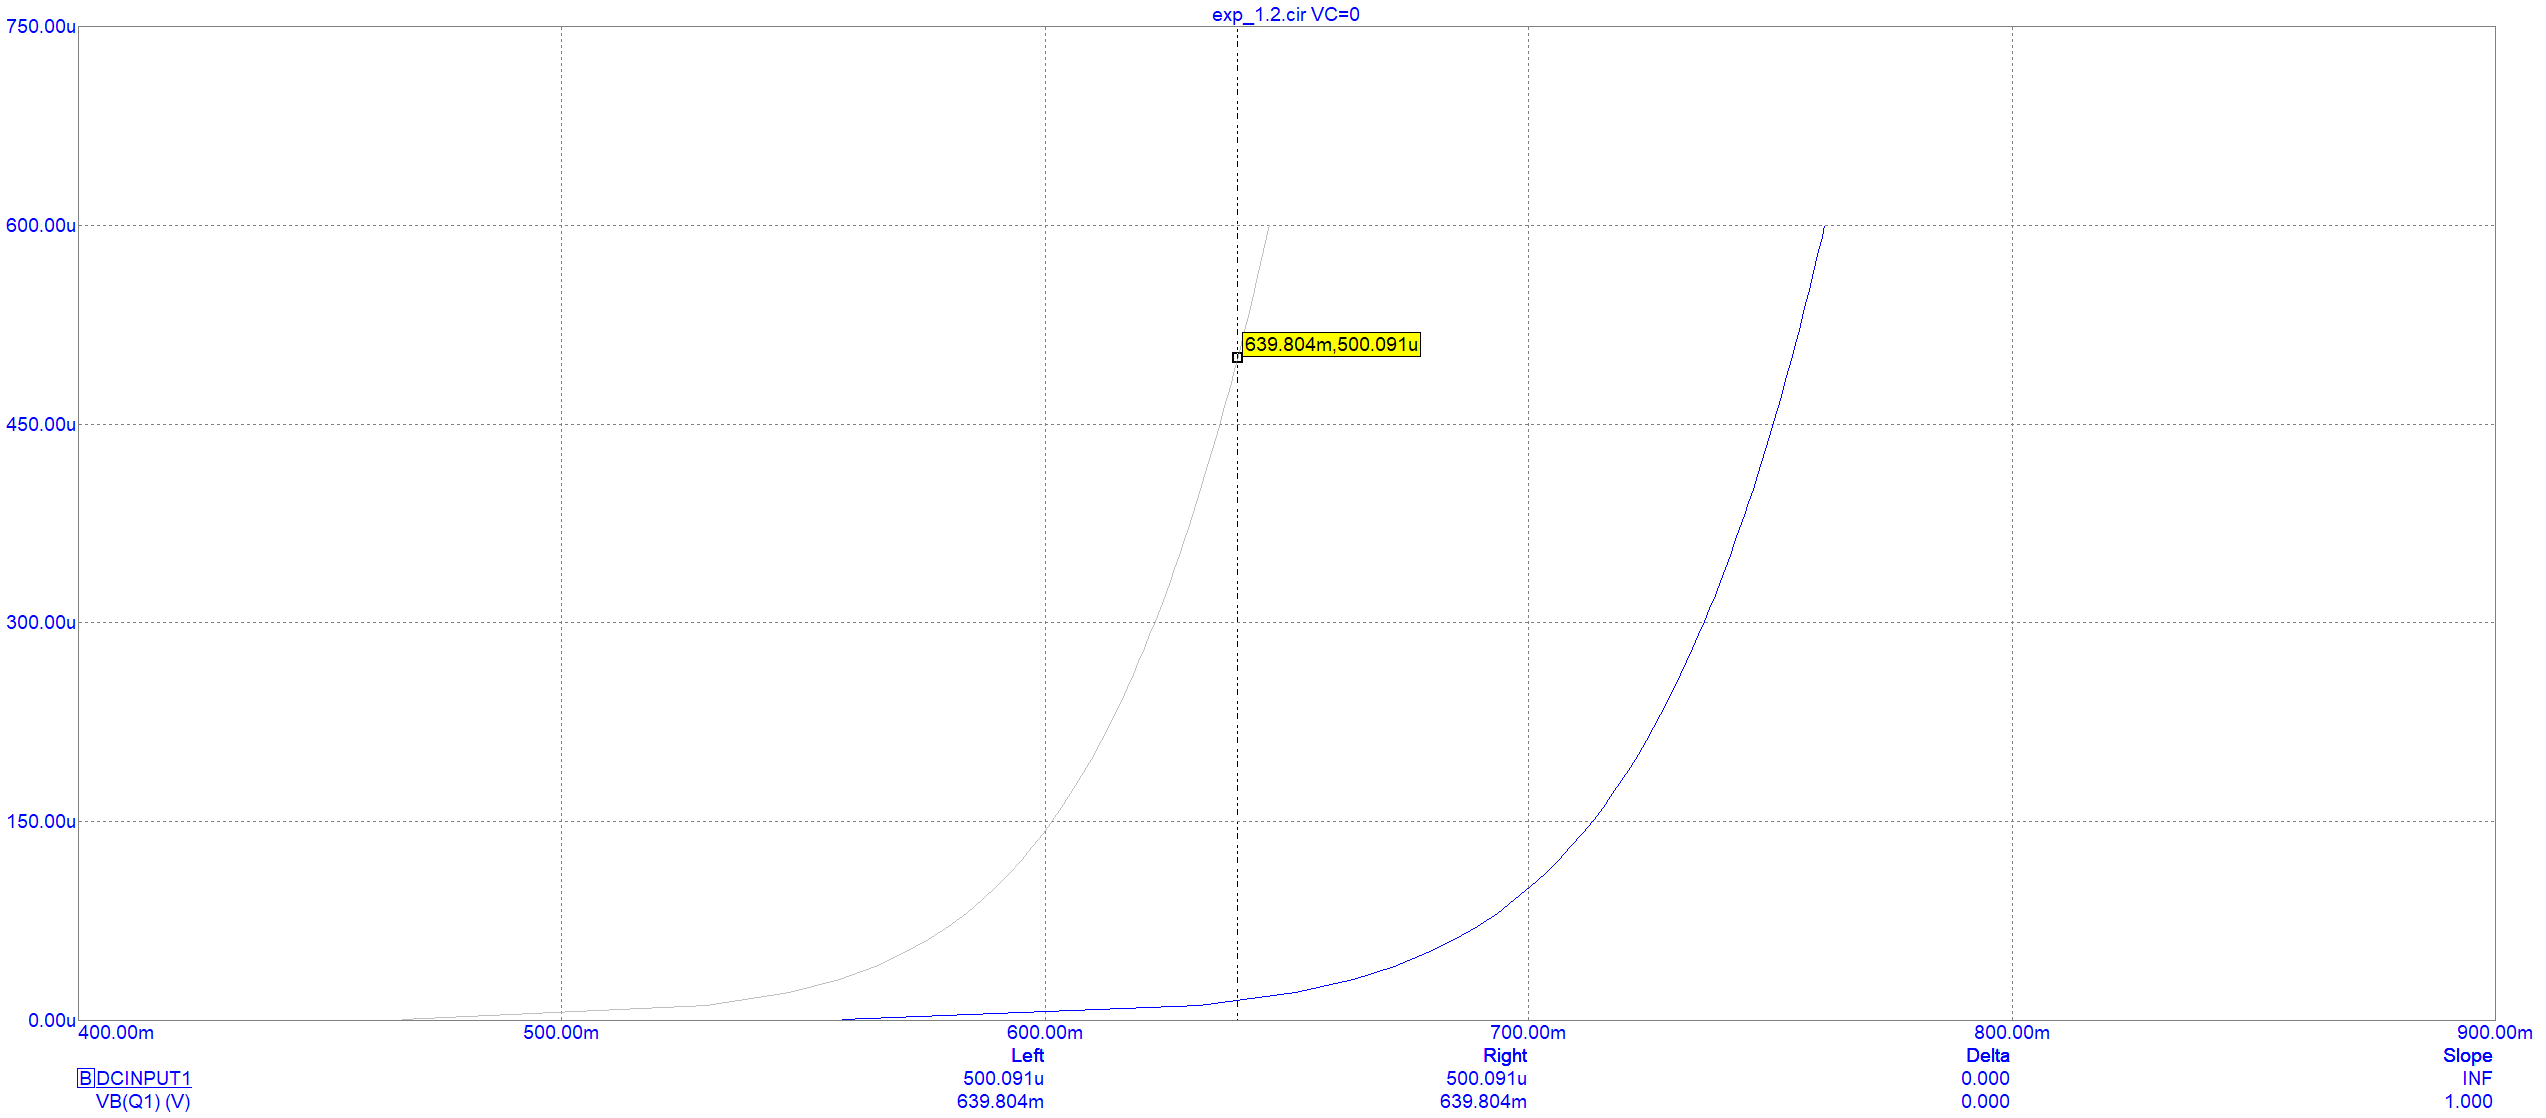 exp_1.2.cir VC=0
750.00u
600.00u
639.804m,500.091u
450.00u
300.00u
150.00u
0.00u
400.00m 500.00m 600.00m 700.00m 800.00m 900.00m
Left Right Delta Slope
B DCINPUT1 500.091u 500.091u 0.000 INF
VB(Q1) (V) 639.804m 639.804m 0.000 1.000